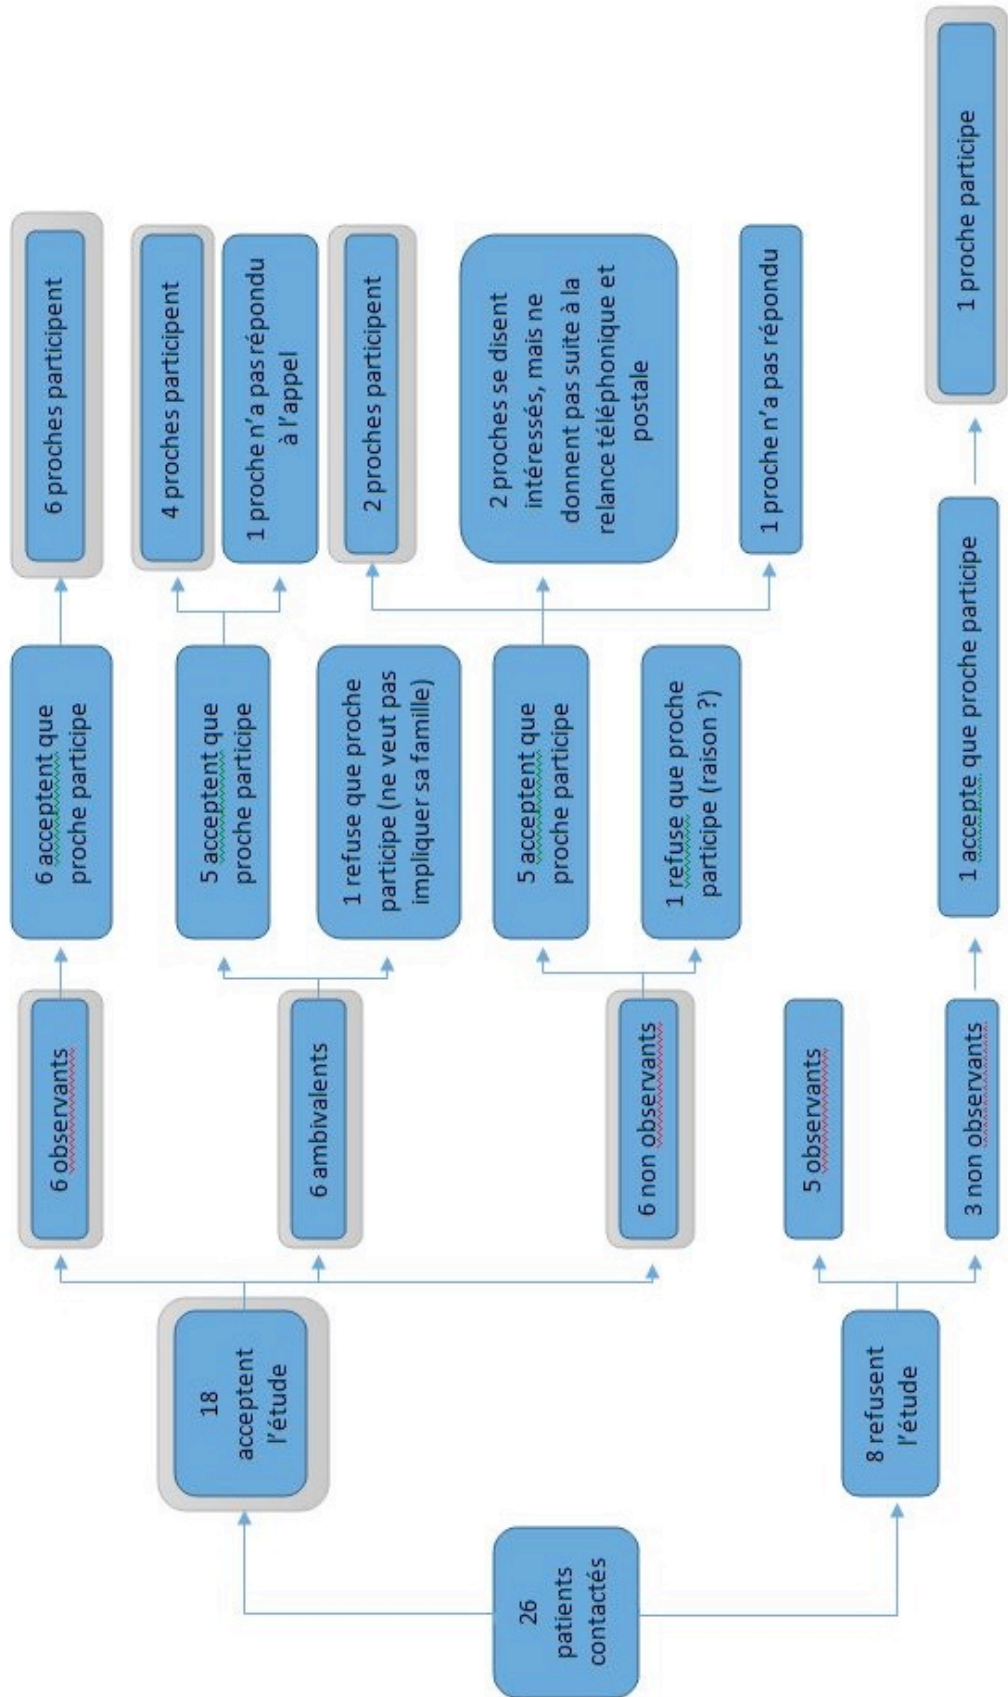 26
patients
contactés
18
acceptent
l'étude
8 refusent
l'étude
6 observants
6 ambivalents
6 non observants
5 observants
3 non observants
6 acceptent que
proche participe
5 acceptent que
proche participe
1 refuse que proche
participe (ne veut pas
impliquer sa famille)
5 acceptent que
proche participe
1 refuse que proche
participe (raison ?)
1 accepte que proche participe
6 proches participent
4 proches participent
1 proche n'a pas répondu
à l'appel
2 proches participent
2 proches se disent
intéressés, mais ne
donnent pas suite à la
relance téléphonique et
postale
1 proche n'a pas répondu
1 proche participe